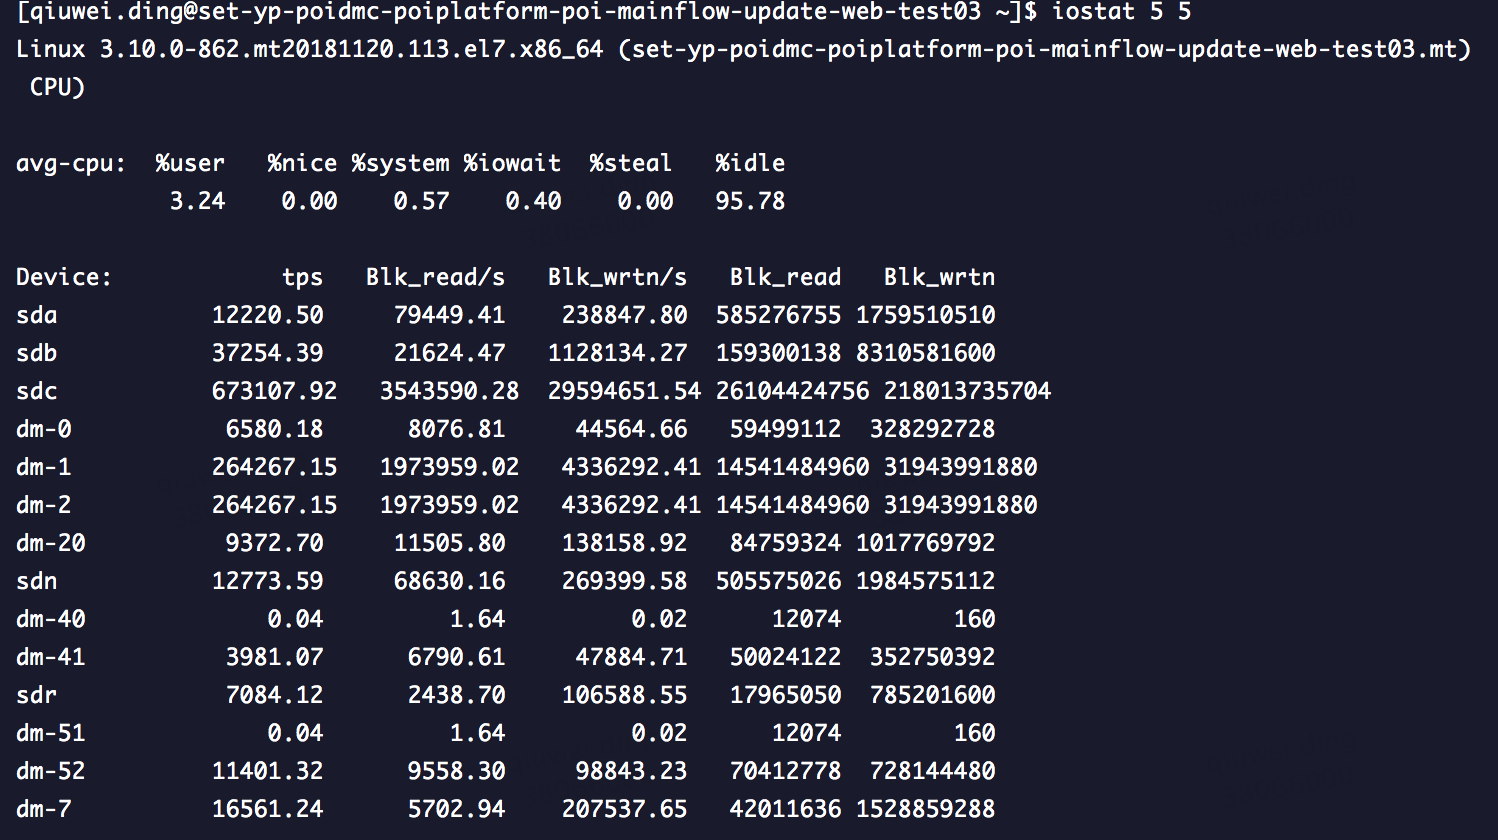 [qiuwei.ding@set-yp-poidmc-poiplatform-poi-mainflow-update-web-test03 ~]$ iostat 5 5
Linux 3.10.0-862.mt20181120.113.el7.x86_64 (set-yp-poidmc-poiplatform-poi-mainflow-update-web-test03.mt)
CPU)
avg-cpu: %user %nice %system %iowait %steal %idle
3.24 0.00 0.57 0.40 0.00 95.78
Device: tps Blk_read/s Blk_wrtn/s Blk_read Blk_wrtn
sda 12220.50 79449.41 238847.80 585276755 1759510510
sdb 37254.39 21624.47 1128134.27 159300138 8310581600
sdc 673107.92 3543590.28 29594651.54 26104424756 218013735704
dm-0 6580.18 8076.81 44564.66 59499112 328292728
dm-1 264267.15 1973959.02 4336292.41 14541484960 31943991880
dm-2 264267.15 1973959.02 4336292.41 14541484960 31943991880
dm-20 9372.70 11505.80 138158.92 84759324 1017769792
sdn 12773.59 68630.16 269399.58 505575026 1984575112
dm-40 0.04 1.64 0.02 12074 160
dm-41 3981.07 6790.61 47884.71 50024122 352750392
sdr 7084.12 2438.70 106588.55 17965050 785201600
dm-51 0.04 1.64 0.02 12074 160
dm-52 11401.32 9558.30 98843.23 70412778 728144480
dm-7 16561.24 5702.94 207537.65 42011636 1528859288